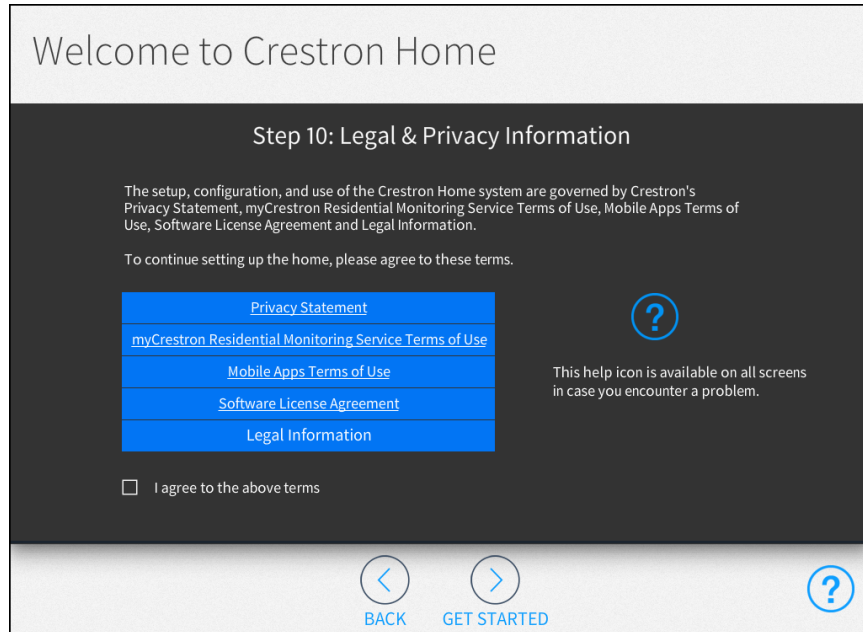 Welcome to Crestron Home
Step 10: Legal & Privacy Information
The setup, configuration, and use of the Crestron Home system are governed by Crestron's
Privacy Statement, myCrestron Residential Monitoring Service Terms of Use, Mobile Apps Terms of
Use, Software License Agreement and Legal Information.
To continue setting up the home, please agree to these terms.
Privacy Statement
myCrestron Residential Monitoring Service Terms of Use
Mobile Apps Terms of Use
Software License Agreement
Legal Information
?
This help icon is available on all screens
in case you encounter a problem.
I agree to the above terms
BACK
GET STARTED
?